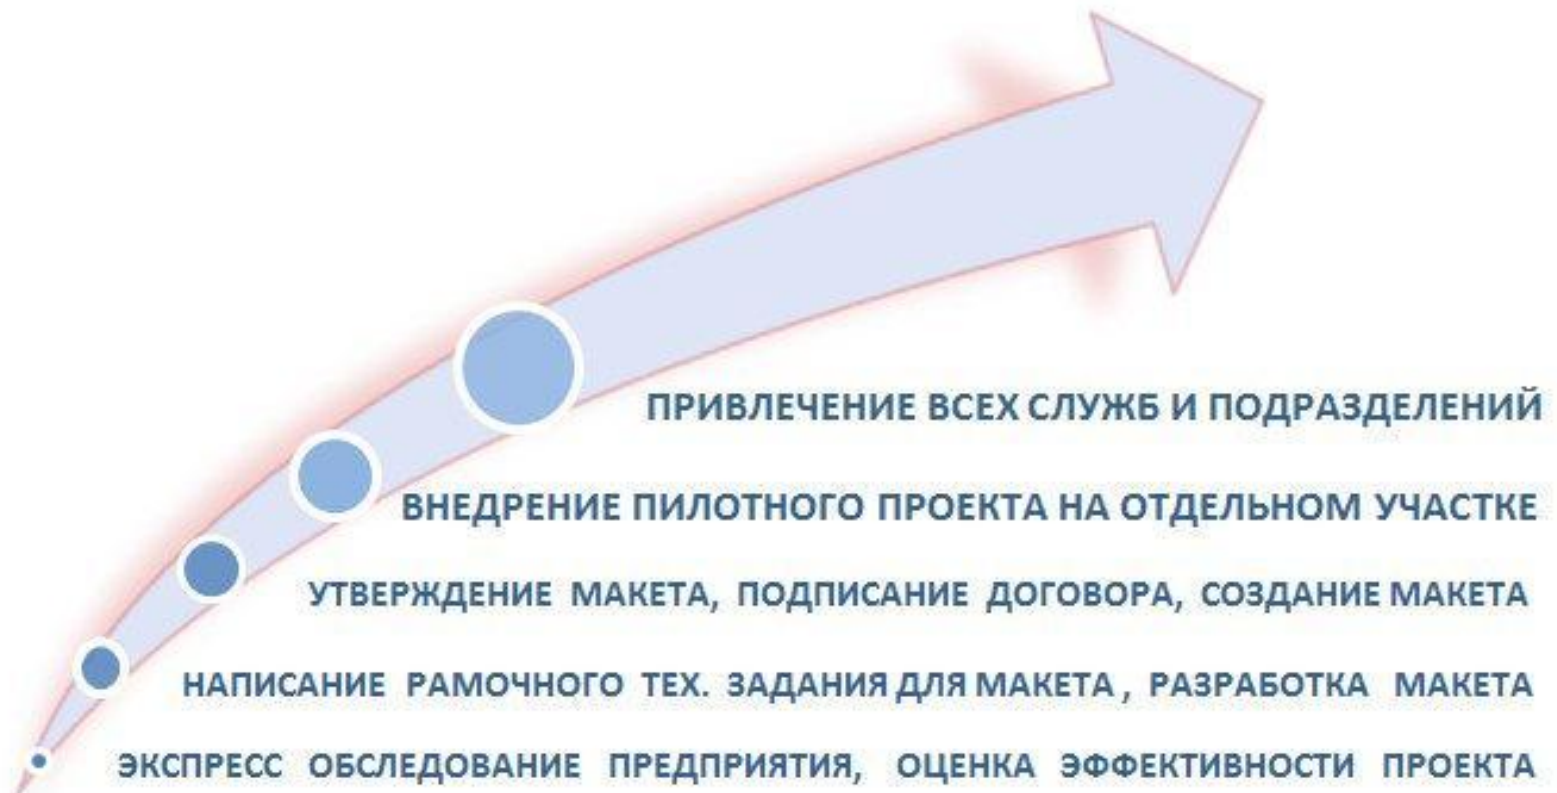 ПРИВЛЕЧЕНИЕ ВСЕХ СЛУЖБ И ПОДРАЗДЕЛЕНИЙ
ВНЕДРЕНИЕ ПИЛОТНОГО ПРОЕКТА НА ОТДЕЛЬНОМ УЧАСТКЕ
УТВЕРЖДЕНИЕ МАКЕТА, ПОДПИСАНИЕ ДОГОВОРА, СОЗДАНИЕ МАКЕТА
НАПИСАНИЕ РАМОЧНОГО ТЕХ. ЗАДАНИЯ ДЛЯ МАКЕТА , РАЗРАБОТКА МАКЕТА
ЭКСПРЕСС ОБСЛЕДОВАНИЕ ПРЕДПРИЯТИЯ, ОЦЕНКА ЭФФЕКТИВНОСТИ ПРОЕКТА